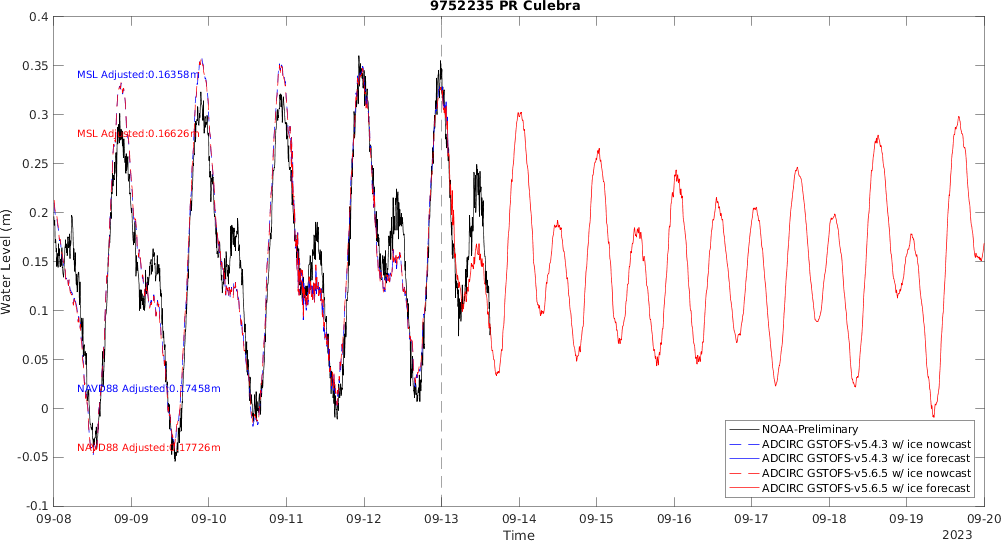 9752235 PR Culebra
0.4
0.35
0.3
0.25
0.2
0.15
0.1
0.05
0
-0.05
-0.1
Water Level (m)
MSL Adjusted:0.16358m
MSL Adjusted:0.16626m
NAVD88 Adjusted:0.17458m
NAVD88 Adjusted:0.17726m
NOAA-Preliminary
ADCIRC GSTOFS-v5.4.3 w/ ice nowcast
ADCIRC GSTOFS-v5.4.3 w/ ice forecast
ADCIRC GSTOFS-v5.6.5 w/ ice nowcast
ADCIRC GSTOFS-v5.6.5 w/ ice forecast
09-08 09-09 09-10 09-11 09-12 09-13 09-14 09-15 09-16 09-17 09-18 09-19 09-20
Time
2023